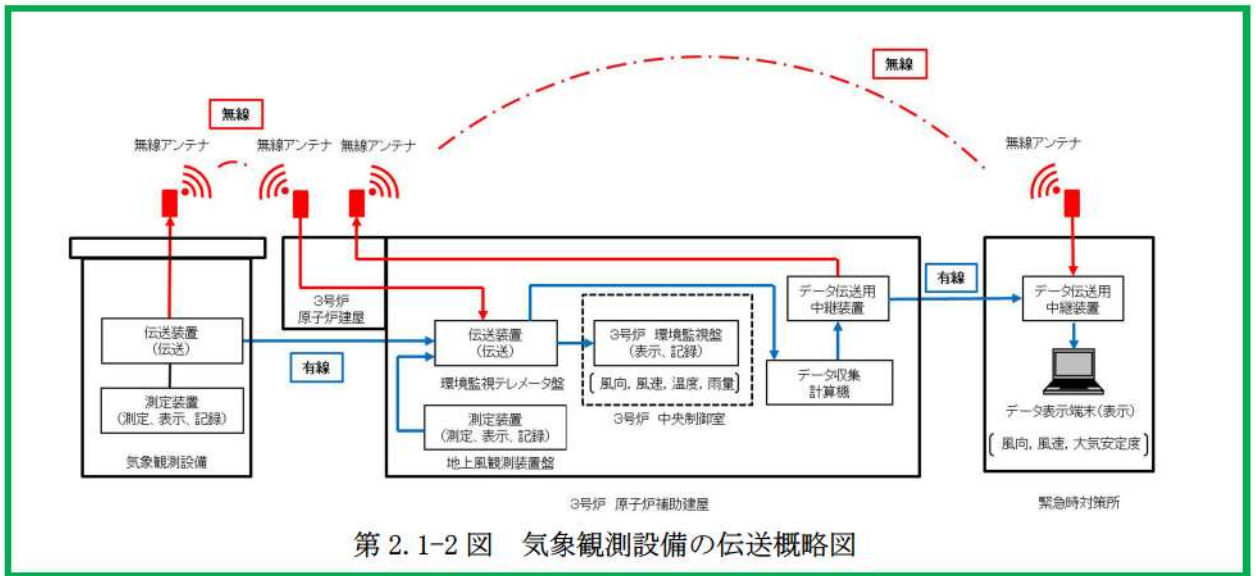 無線
無線
無線アンテナ
無線アンテナ
無線アンテナ
無線アンテナ
3号炉
原子炉建屋
伝送装置
(伝送)
有線
測定装置
(測定、表示、記録)
気象観測設備
伝送装置
(伝送)
環境監視テレメータ盤
測定装置
(測定、表示、記録)
地上風観測装置盤
3号炉 環境監視盤
(表示、記録)
風向, 風速, 温度, 雨量
3号炉 中央制御室
データ伝送用
中継装置
データ収集
計算機
有線
データ伝送用
中継装置
データ表示端末(表示)
風向, 風速, 大気安定度
3号炉 原子炉補助建屋
緊急時対策所
第 2.1-2 図 気象観測設備の伝送概略図